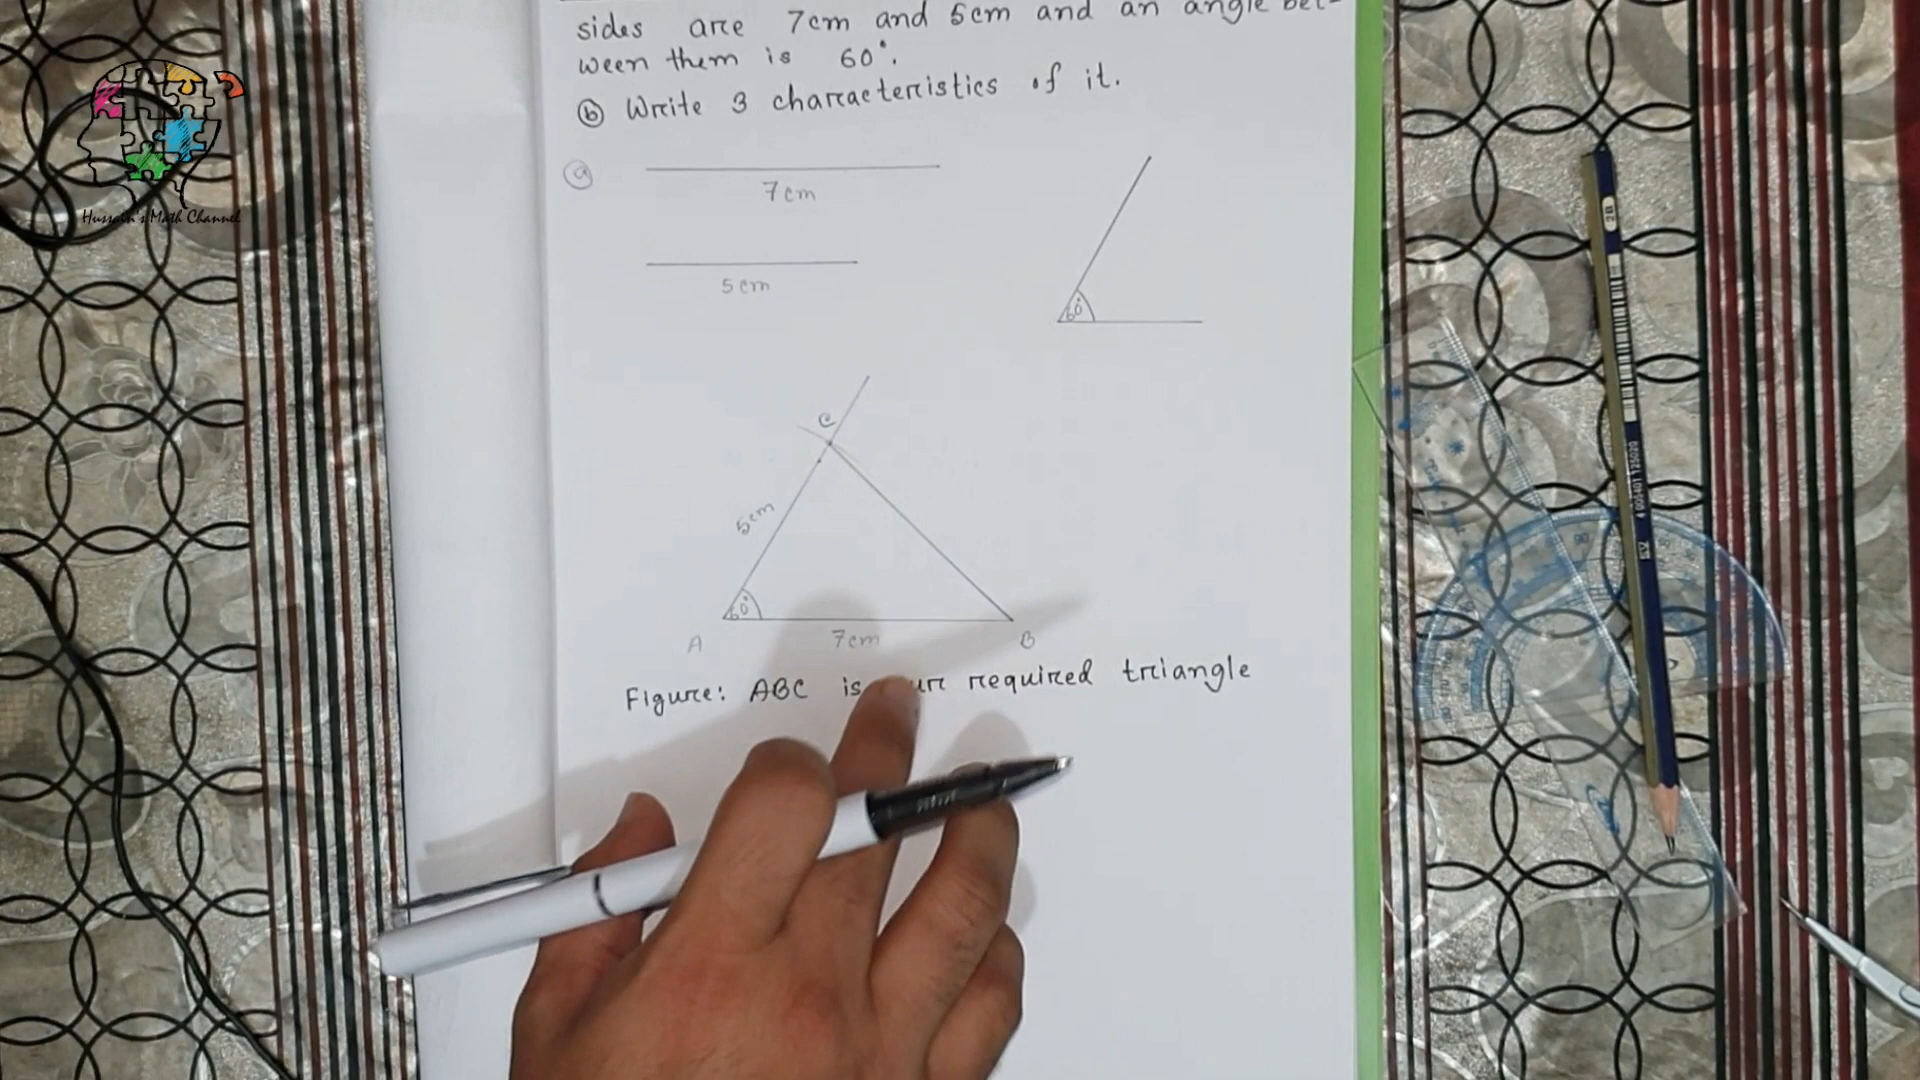 sides are 7cm and 5cm and an angle bet-
ween them is 60°.
ⓑ Write 3 characteristics of it.
ⓐ
7cm
5cm
60°
C
5cm
60°
A 7cm B
Figure: ABC is our required triangle
Hussain's Math Channel
2B